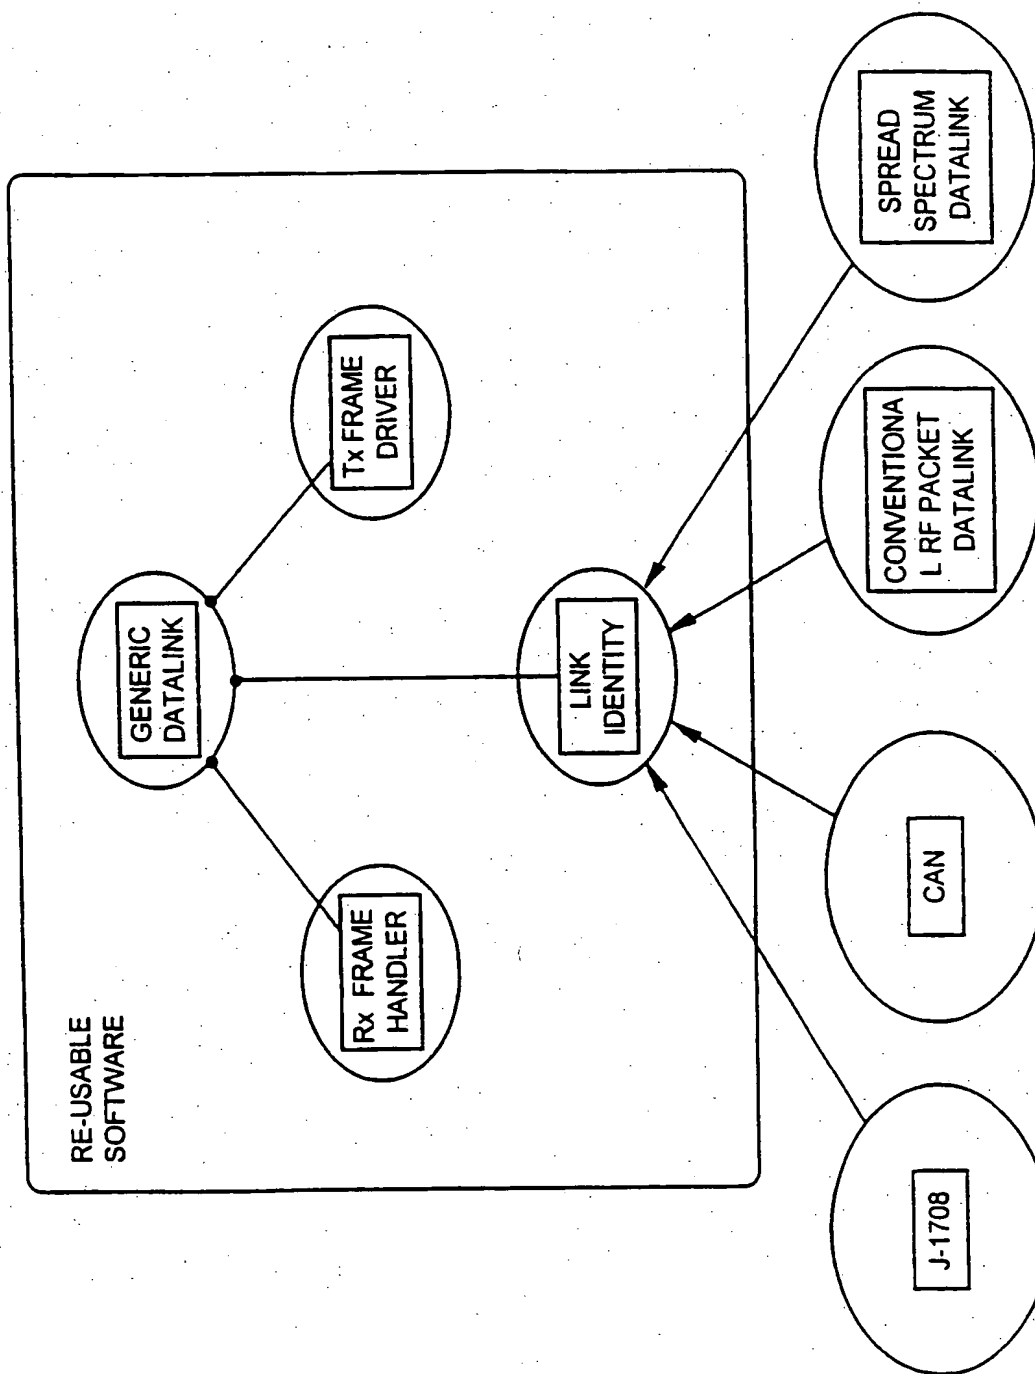 RE-USABLE
SOFTWARE
GENERIC
DATALINK
Rx FRAME
HANDLER
Tx FRAME
DRIVER
LINK
IDENTITY
J-1708
CAN
CONVENTIONA
L RF PACKET
DATALINK
SPREAD
SPECTRUM
DATALINK